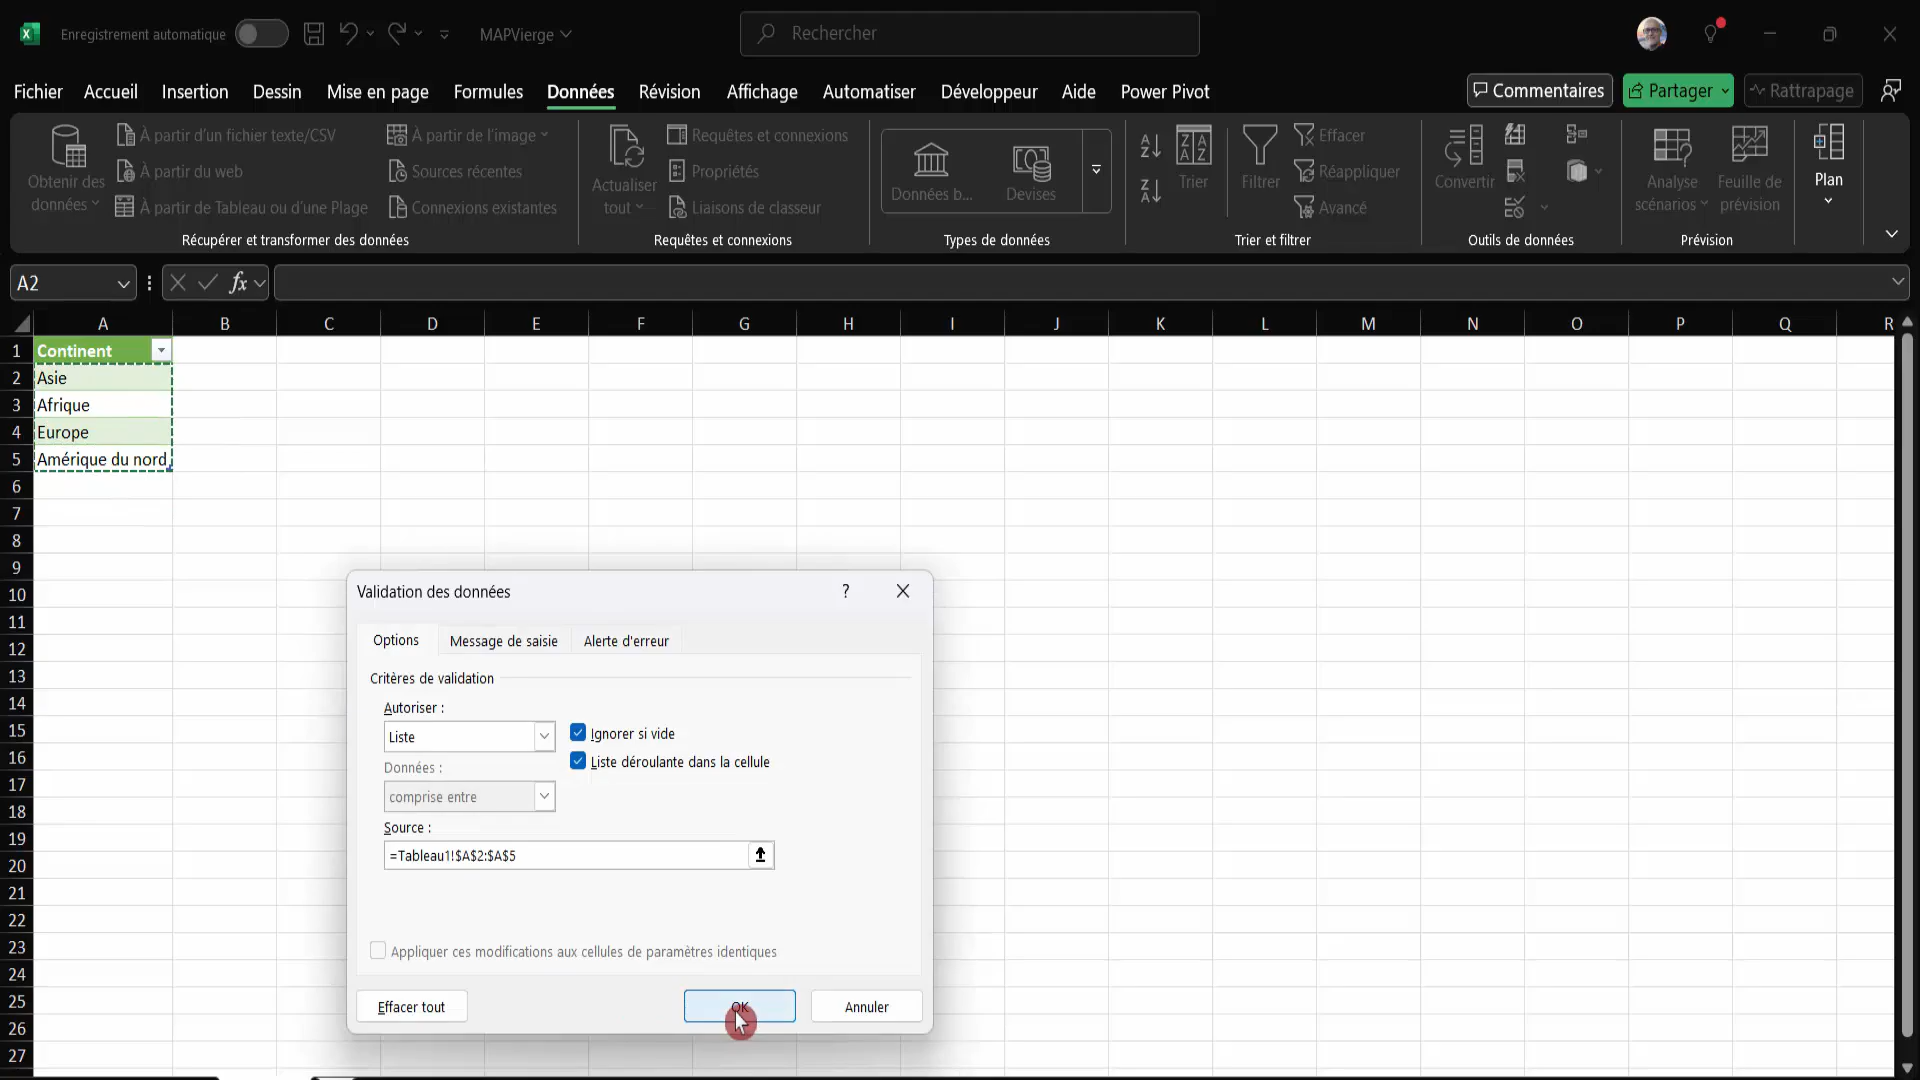 Enregistrement automatique
MAPVierge
Rechercher
Fichier Accueil Insertion Dessin Mise en page Formules Données Révision Affichage Automatiser Développeur Aide Power Pivot
Commentaires Partager Rattrapage
Obtenir des données
À partir d'un fichier texte/CSV
À partir du web
À partir de Tableau ou d'une Plage
À partir de l'image
Sources récentes
Connexions existantes
Récupérer et transformer des données
Actualiser tout
Requêtes et connexions
Propriétés
Liaisons de classeur
Requêtes et connexions
Données b...
Devises
Types de données
Trier
Filtrer
Effacer
Réappliquer
Avancé
Trier et filtrer
Convertir
Outils de données
Analyse scénarios
Feuille de prévision
Prévision
Plan
A2
fx
A B C D E F G H I J K L M N O P Q R
1 Continent
2 Asie
3 Afrique
4 Europe
5 Amérique du nord
6
7
8
9
10
11
12
13
14
15
16
17
18
19
20
21
22
23
24
25
26
27
Validation des données
?
Options Message de saisie Alerte d'erreur
Critères de validation
Autoriser :
Liste
Ignorer si vide
Liste déroulante dans la cellule
Données :
comprise entre
Source :
=Tableau1!$A$2:$A$5
Appliquer ces modifications aux cellules de paramètres identiques
Effacer tout
OK
Annuler